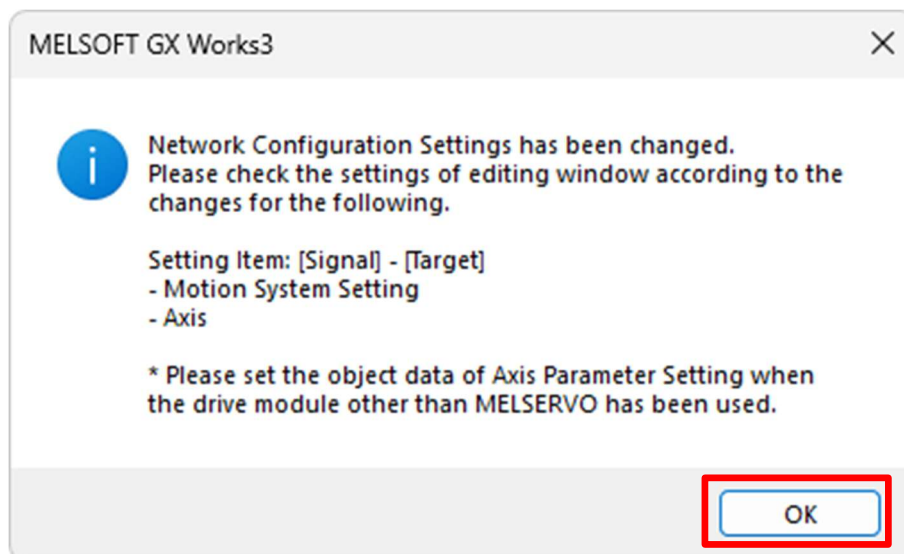 MELSOFT GX Works3
Network Configuration Settings has been changed.
Please check the settings of editing window according to the
changes for the following.
Setting Item: [Signal] - [Target]
- Motion System Setting
- Axis
* Please set the object data of Axis Parameter Setting when
the drive module other than MELSERVO has been used.
OK